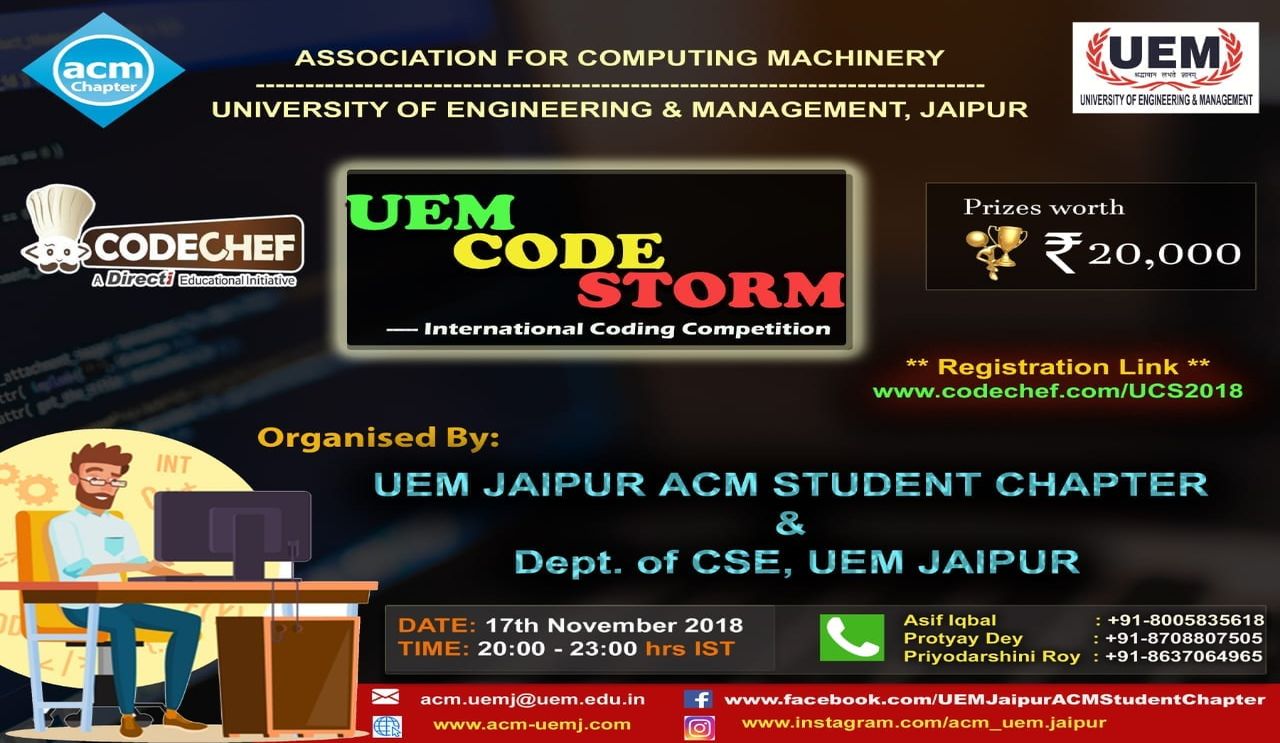 acm
Chapter
ASSOCIATION FOR COMPUTING MACHINERY
UNIVERSITY OF ENGINEERING & MANAGEMENT, JAIPUR
UEM
श्रद्धावान लभते ज्ञानम्
UNIVERSITY OF ENGINEERING & MANAGEMENT
CODECHEF
A Directi Educational Initiative
UEM
CODE
STORM
— International Coding Competition
Prizes worth
₹ 20,000
** Registration Link **
www.codechef.com/UCS2018
Organised By:
UEM JAIPUR ACM STUDENT CHAPTER
&
Dept. of CSE, UEM JAIPUR
INT
DATE: 17th November 2018
TIME: 20:00 - 23:00 hrs IST
Asif Iqbal : +91-8005835618
Protyay Dey : +91-8708807505
Priyodarshini Roy : +91-8637064965
acm.uemj@uem.edu.in
www.facebook.com/UEMJaipurACMStudentChapter
www.acm-uemj.com
www.instagram.com/acm_uem.jaipur